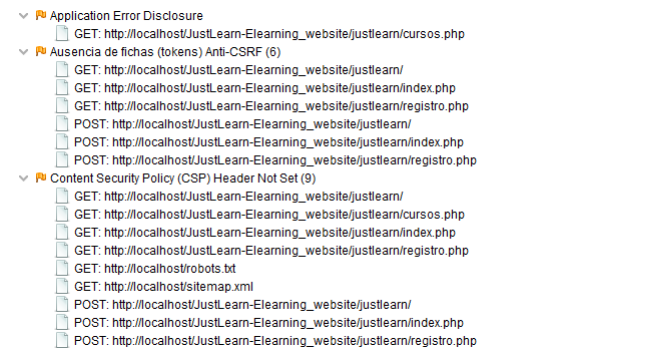 Application Error Disclosure
GET: http://localhost/JustLearn-Elearning_website/justlearn/cursos.php
Ausencia de fichas (tokens) Anti-CSRF (6)
GET: http://localhost/JustLearn-Elearning_website/justlearn/
GET: http://localhost/JustLearn-Elearning_website/justlearn/index.php
GET: http://localhost/JustLearn-Elearning_website/justlearn/registro.php
POST: http://localhost/JustLearn-Elearning_website/justlearn/
POST: http://localhost/JustLearn-Elearning_website/justlearn/index.php
POST: http://localhost/JustLearn-Elearning_website/justlearn/registro.php
Content Security Policy (CSP) Header Not Set (9)
GET: http://localhost/JustLearn-Elearning_website/justlearn/
GET: http://localhost/JustLearn-Elearning_website/justlearn/cursos.php
GET: http://localhost/JustLearn-Elearning_website/justlearn/index.php
GET: http://localhost/JustLearn-Elearning_website/justlearn/registro.php
GET: http://localhost/robots.txt
GET: http://localhost/sitemap.xml
POST: http://localhost/JustLearn-Elearning_website/justlearn/
POST: http://localhost/JustLearn-Elearning_website/justlearn/index.php
POST: http://localhost/JustLearn-Elearning_website/justlearn/registro.php